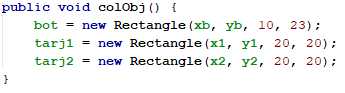 public void colObj() {
    bot = new Rectangle(xb, yb, 10, 23);
    tarj1 = new Rectangle(x1, y1, 20, 20);
    tarj2 = new Rectangle(x2, y2, 20, 20);
}